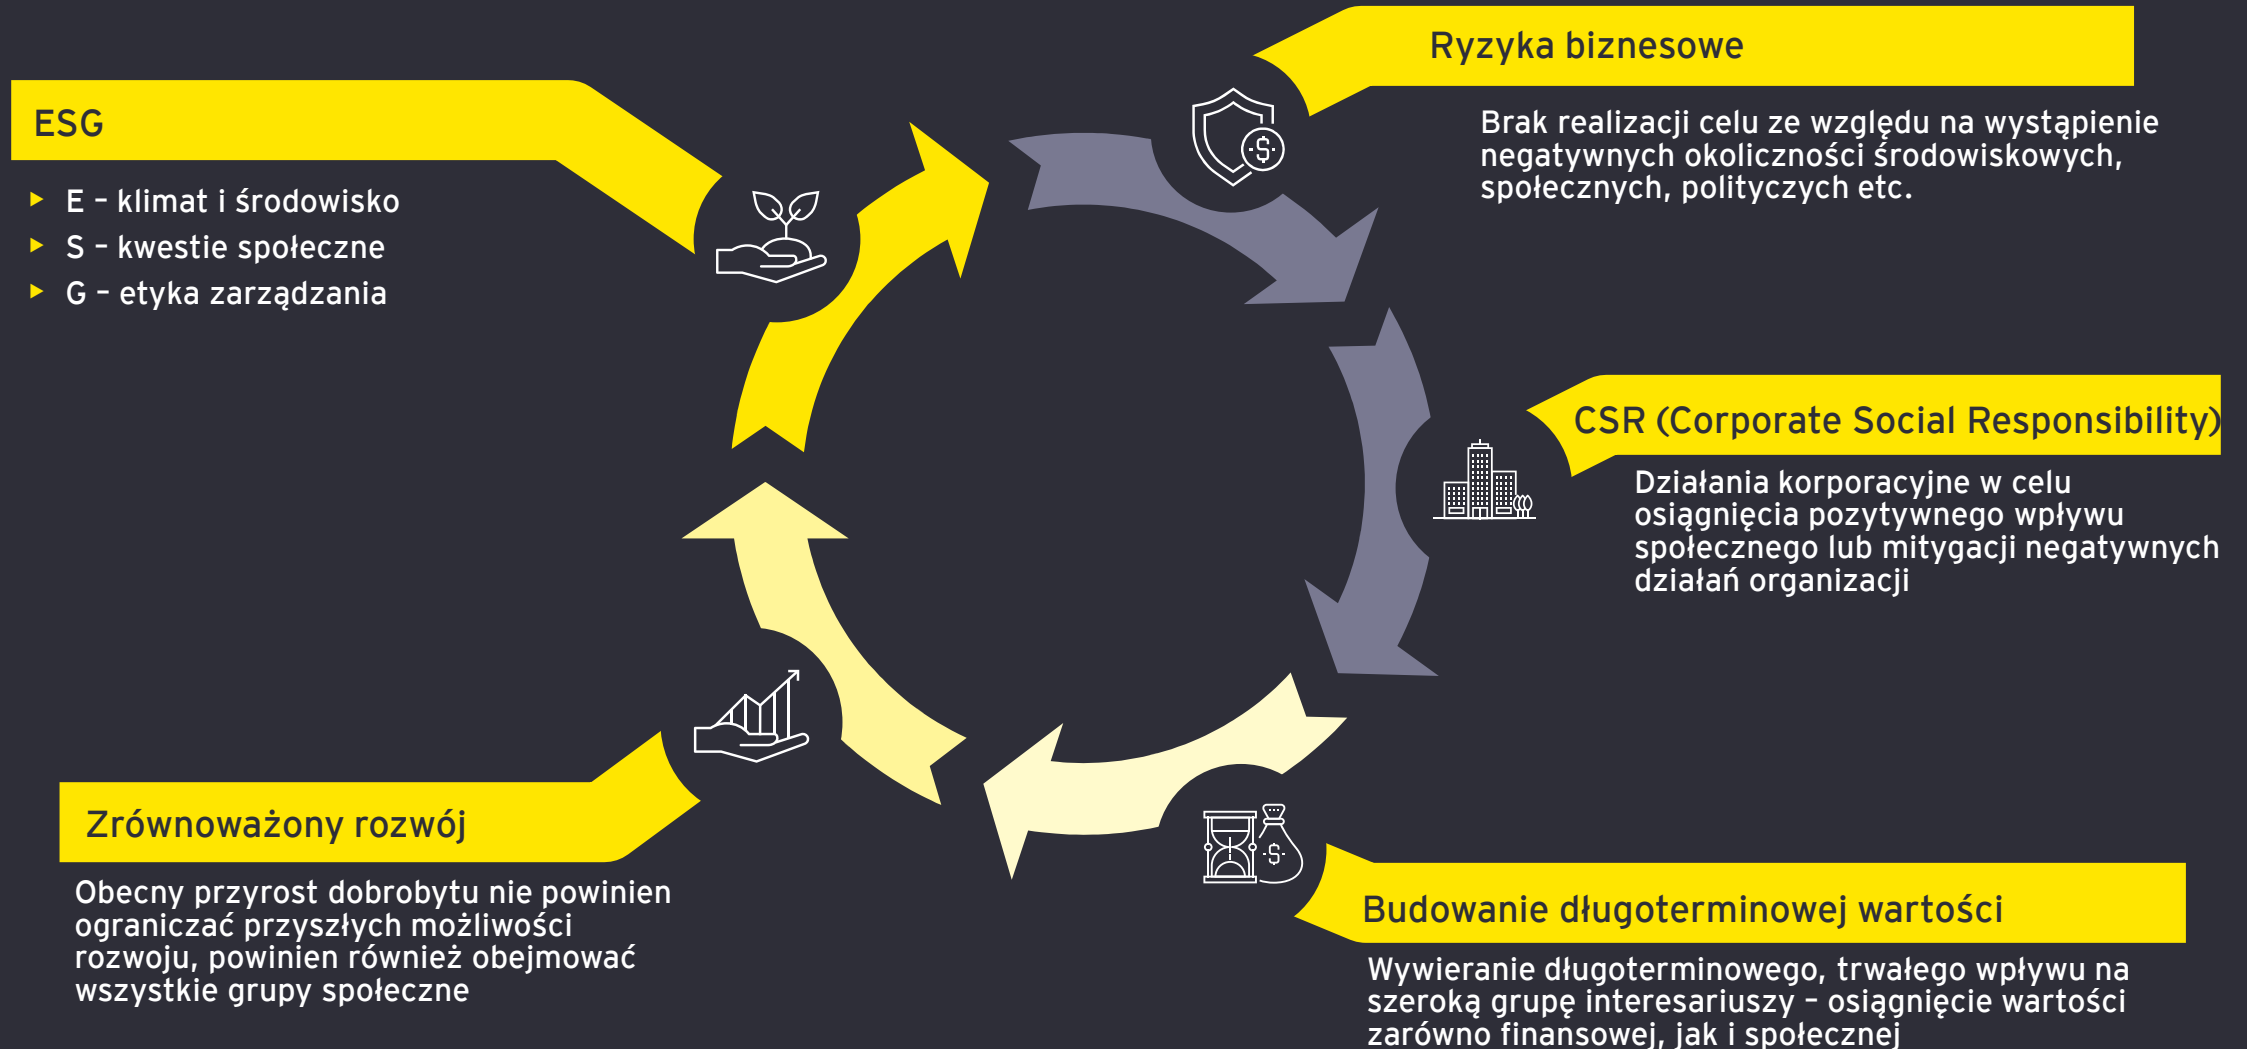 ESG
E – klimat i środowisko
S – kwestie społeczne
G – etyka zarządzania
Ryzyka biznesowe
Brak realizacji celu ze względu na wystąpienie
negatywnych okoliczności środowiskowych,
społecznych, polityczych etc.
CSR (Corporate Social Responsibility)
Działania korporacyjne w celu
osiągnięcia pozytywnego wpływu
społecznego lub mitygacji negatywnych
działań organizacji
Budowanie długoterminowej wartości
Wywieranie długoterminowego, trwałego wpływu na
szeroką grupę interesariuszy – osiągnięcie wartości
zarówno finansowej, jak i społecznej
Zrównoważony rozwój
Obecny przyrost dobrobytu nie powinien
ograniczać przyszłych możliwości
rozwoju, powinien również obejmować
wszystkie grupy społeczne